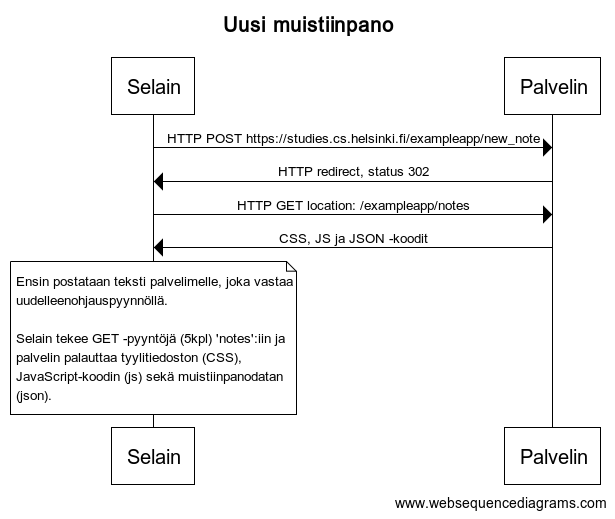 Uusi muistiinpano
Selain
Palvelin
HTTP POST https://studies.cs.helsinki.fi/exampleapp/new_note
HTTP redirect, status 302
HTTP GET location: /exampleapp/notes
CSS, JS ja JSON -koodit
Ensin postataan teksti palvelimelle, joka vastaa
uudelleenohjauspyynnöllä.
Selain tekee GET -pyyntöjä (5kpl) 'notes':iin ja
palvelin palauttaa tyylitiedoston (CSS),
JavaScript-koodin (js) sekä muistiinpanodatan
(json).
Selain
Palvelin
www.websequencediagrams.com